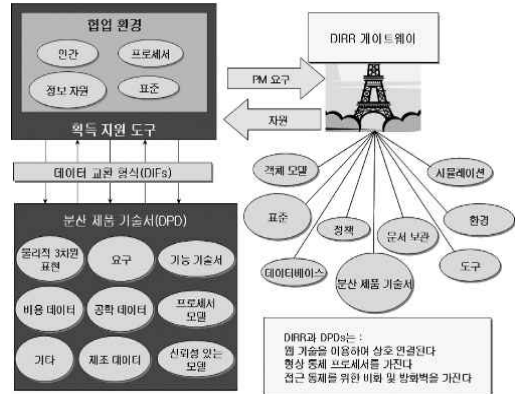 협업 환경
인간
프로세서
정보 자원
표준
획득 지원 도구
데이터 교환 형식(DIFs)
분산 제품 기술서(DPD)
물리적 3차원
표현
요구
기능 기술서
비용 데이터
공학 데이터
프로세서
모델
기타
제조 데이터
신뢰성 있는
모델
PM 요구
자원
DIRR 게이트웨이
객체 모델
시뮬레이션
표준
정책
문서 보관
환경
데이터베이스
분산 제품 기술서
도구
DIRR과 DPDs는 :
웹 기술을 이용하여 상호 연결된다
형상 통제 프로세서를 가진다
접근 통제를 위한 비화 및 방화벽을 가진다